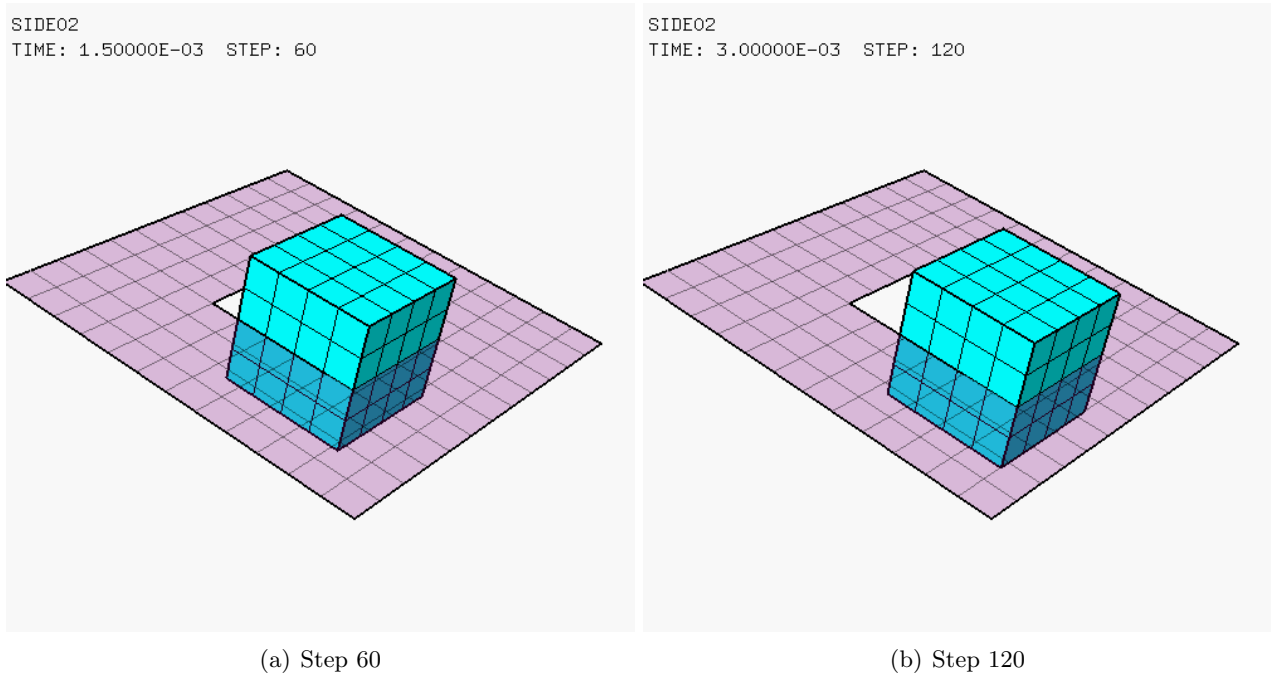 SIDE02
TIME: 1.50000E-03 STEP: 60
SIDE02
TIME: 3.00000E-03 STEP: 120
(a) Step 60
(b) Step 120